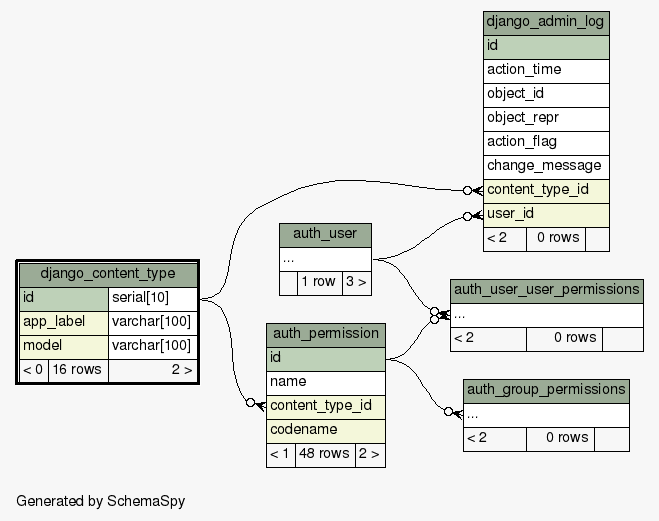 django_admin_log
id
action_time
object_id
object_repr
action_flag
change_message
content_type_id
user_id
< 2 0 rows
auth_user
...
1 row 3 >
django_content_type
id serial[10]
app_label varchar[100]
model varchar[100]
< 0 16 rows 2 >
auth_user_user_permissions
...
< 2 0 rows
auth_permission
id
name
content_type_id
codename
< 1 48 rows 2 >
auth_group_permissions
...
< 2 0 rows
Generated by SchemaSpy